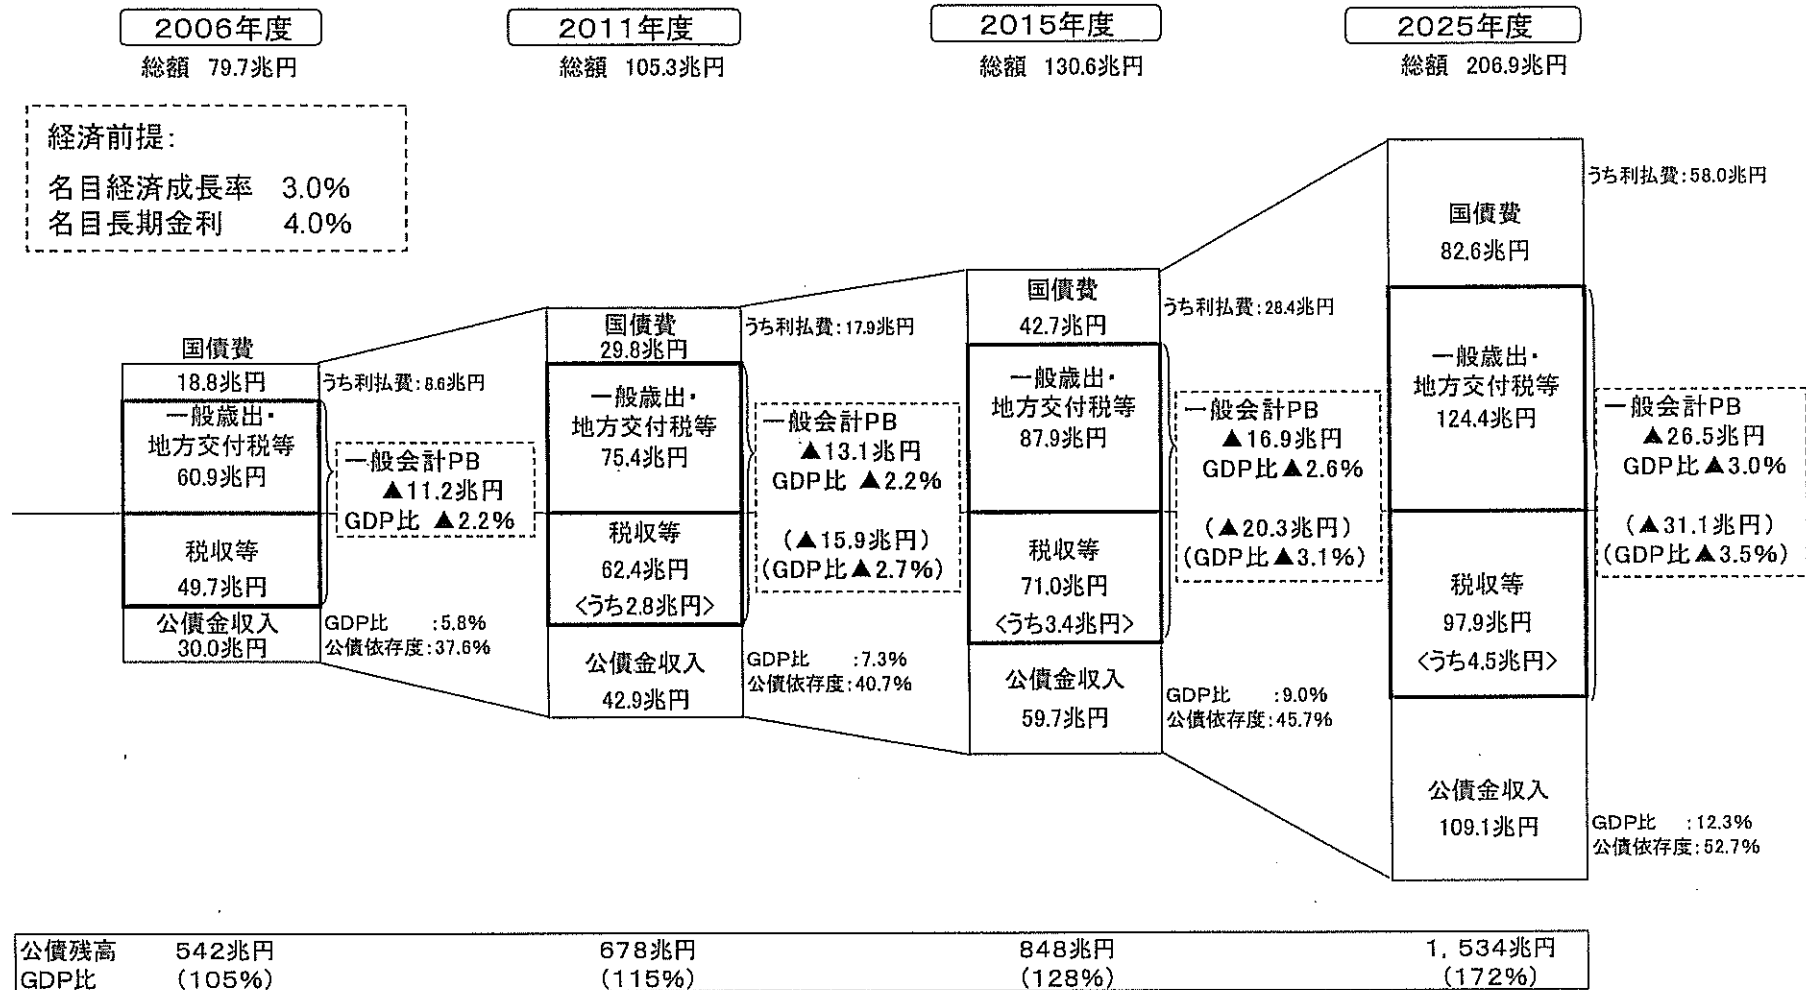 2006年度
総額 79.7兆円
2011年度
総額 105.3兆円
2015年度
総額 130.6兆円
2025年度
総額 206.9兆円
経済前提:
名目経済成長率 3.0%
名目長期金利 4.0%
国債費
18.8兆円
うち利払費:8.6兆円
一般歳出・
地方交付税等
60.9兆円
一般会計PB
▲11.2兆円
GDP比 ▲2.2%
税収等
49.7兆円
公債金収入
30.0兆円
GDP比 :5.8%
公債依存度:37.6%
国債費
29.8兆円
うち利払費:17.9兆円
一般歳出・
地方交付税等
75.4兆円
一般会計PB
▲13.1兆円
GDP比 ▲2.2%
(▲15.9兆円)
(GDP比▲2.7%)
税収等
62.4兆円
<うち2.8兆円>
公債金収入
42.9兆円
GDP比 :7.3%
公債依存度:40.7%
国債費
42.7兆円
うち利払費:28.4兆円
一般歳出・
地方交付税等
87.9兆円
一般会計PB
▲16.9兆円
GDP比▲2.6%
(▲20.3兆円)
(GDP比▲3.1%)
税収等
71.0兆円
<うち3.4兆円>
公債金収入
59.7兆円
GDP比 :9.0%
公債依存度:45.7%
国債費
82.6兆円
うち利払費:58.0兆円
一般歳出・
地方交付税等
124.4兆円
一般会計PB
▲26.5兆円
GDP比▲3.0%
(▲31.1兆円)
(GDP比▲3.5%)
税収等
97.9兆円
<うち4.5兆円>
公債金収入
109.1兆円
GDP比 :12.3%
公債依存度:52.7%
公債残高 542兆円 678兆円 848兆円 1,534兆円
GDP比 (105%) (115%) (128%) (172%)